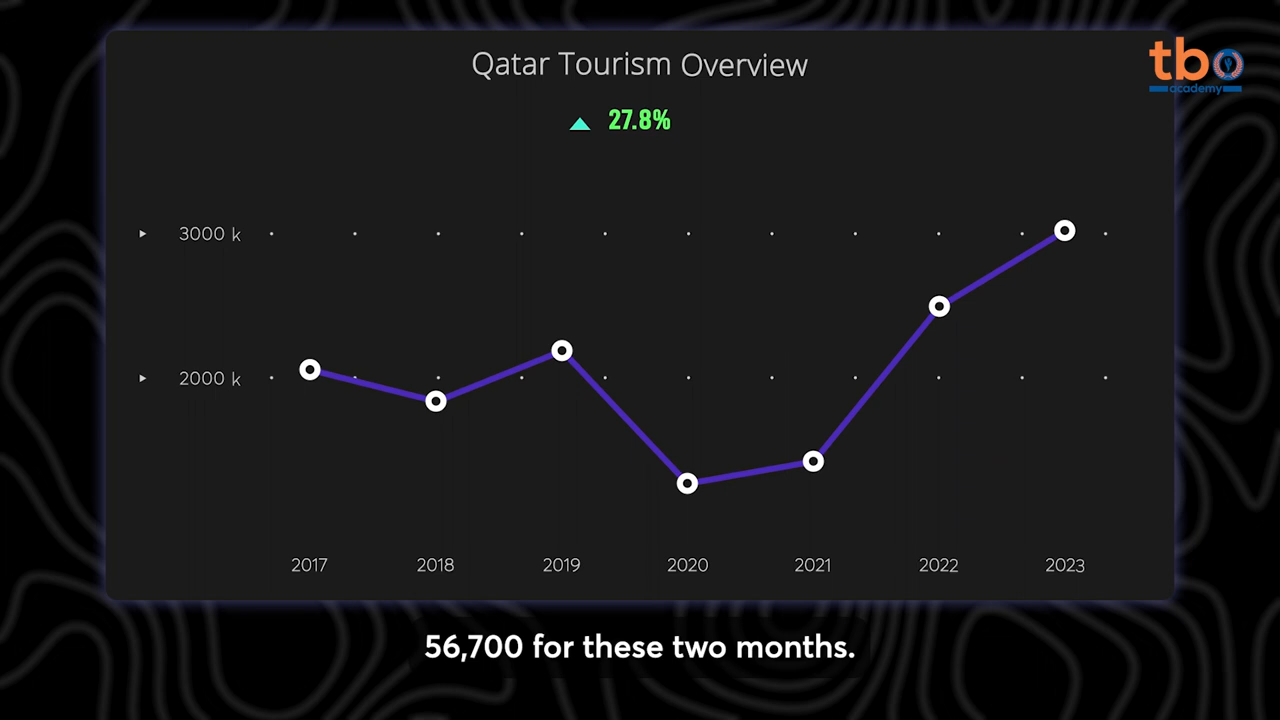 Qatar Tourism Overview
tbo
academy
27.8%
3000 k
2000 k
2017 2018 2019 2020 2021 2022 2023
56,700 for these two months.